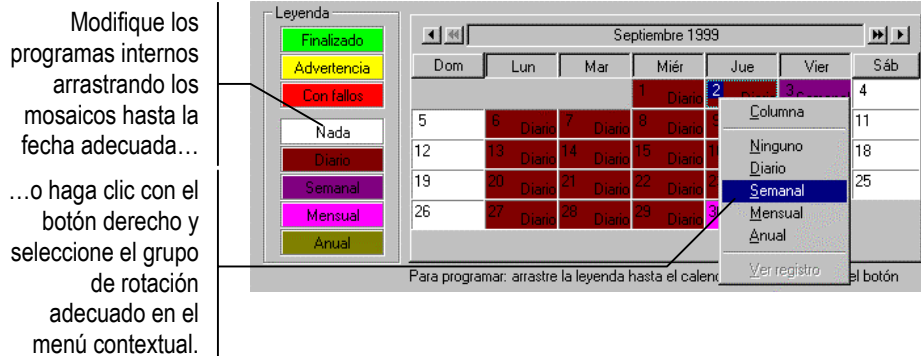 Modifique los
programas internos
arrastrando los
mosaicos hasta la
fecha adecuada…
…o haga clic con el
botón derecho y
seleccione el grupo
de rotación
adecuado en el
menú contextual.
Leyenda
Finalizado
Advertencia
Con fallos
Nada
Diario
Semanal
Mensual
Anual
Septiembre 1999
Dom Lun Mar Miér Jue Vier Sáb
1 Diario 2 3 4
5 6 Diario 7 Diario 8 Diario 11
12 13 Diario 14 Diario 15 Diario 18
19 20 Diario 21 Diario 22 Diario 25
26 27 Diario 28 Diario 29 Diario
Columna
Ninguno
Diario
Semanal
Mensual
Anual
Ver registro
Para programar: arrastre la leyenda hasta el el botón